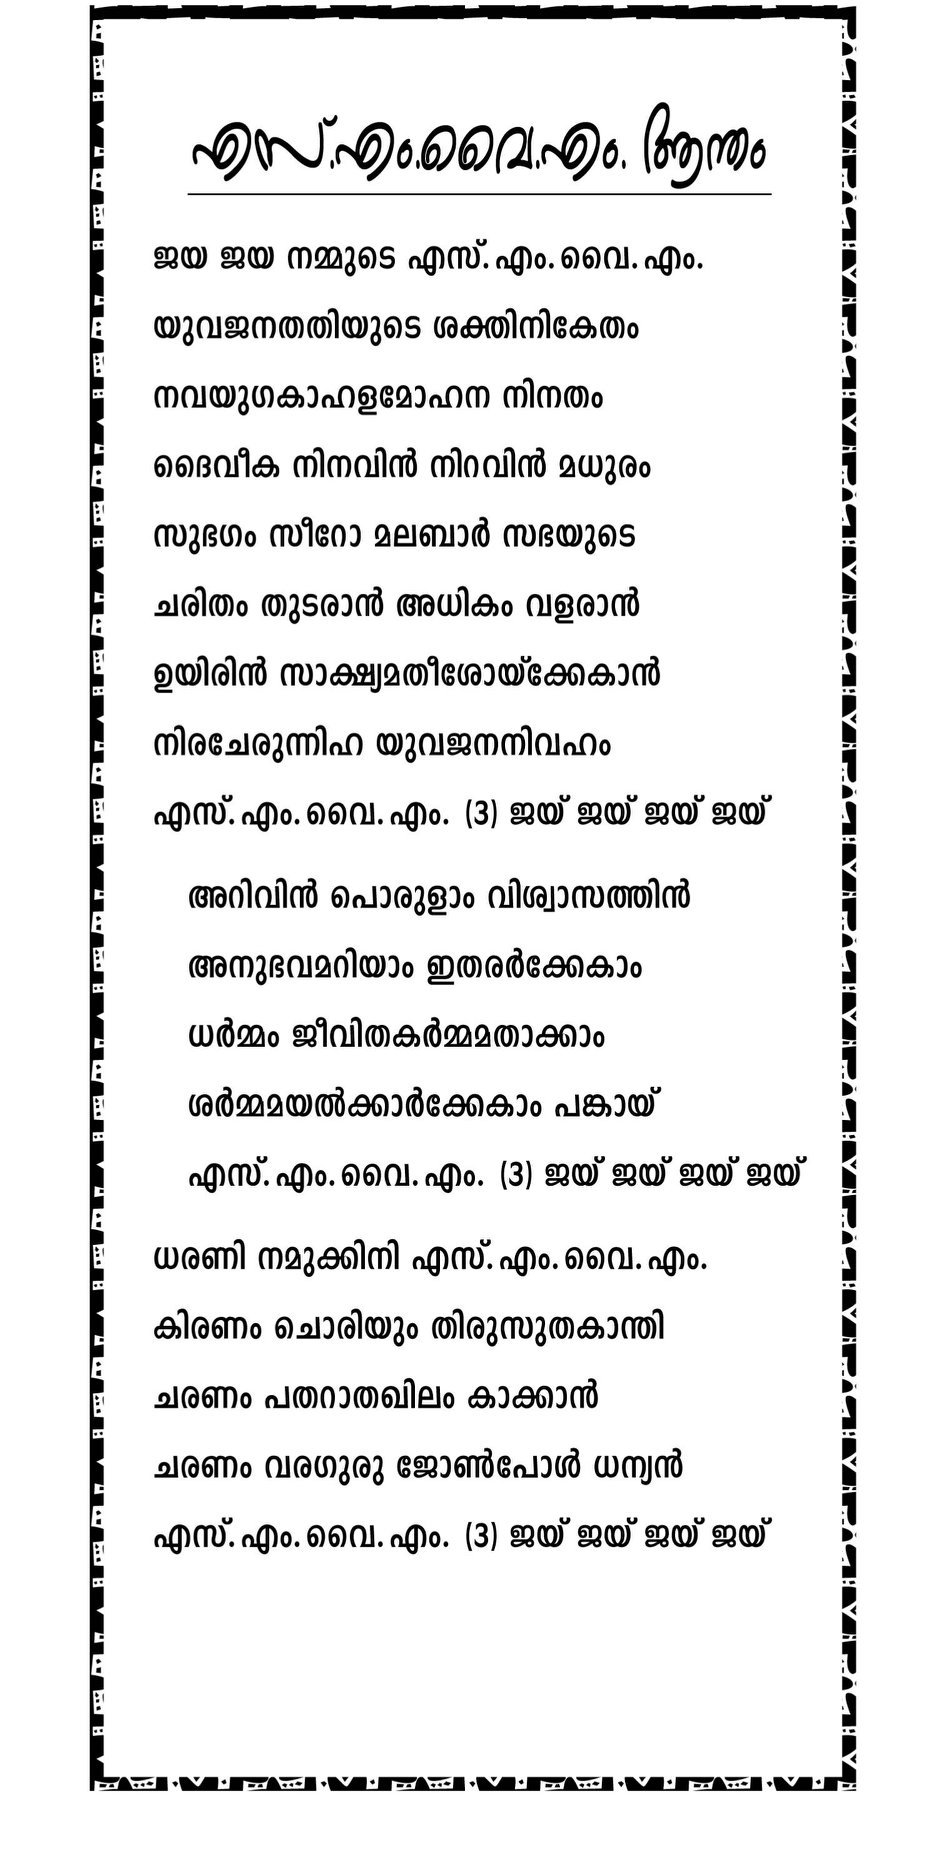 എസ്.എം.വൈ.എം. ആന്തം
ജയ ജയ നമ്മുടെ എസ്.എം.വൈ.എം.
യുവജനതതിയുടെ ശക്തിനികേതം
നവയുഗകാഹളമോഹന നിനതം
ദൈവീക നിനവിൻ നിറവിൻ മധുരം
സുഭഗം സീറോ മലബാർ സഭയുടെ
ചരിതം തുടരാൻ അധികം വളരാൻ
ഉയിരിൻ സാക്ഷ്യമതീശോയ്ക്കേകാൻ
നിരചേരുന്നിഹ യുവജനനിവഹം
എസ്.എം.വൈ.എം. (3) ജയ് ജയ് ജയ് ജയ്
അറിവിൻ പൊരുളാം വിശ്വാസത്തിൻ
അനുഭവമറിയാം ഇതരർക്കേകാം
ധർമ്മം ജീവിതകർമ്മമതാക്കാം
ശർമ്മമയൽക്കാർക്കേകാം പങ്കായ്
എസ്.എം.വൈ.എം. (3) ജയ് ജയ് ജയ് ജയ്
ധരണി നമുക്കിനി എസ്.എം.വൈ.എം.
കിരണം ചൊരിയും തിരുസുതകാന്തി
ചരണം പതറാതഖിലം കാക്കാൻ
ചരണം വരഗുരു ജോൺപോൾ ധന്യൻ
എസ്.എം.വൈ.എം. (3) ജയ് ജയ് ജയ് ജയ്